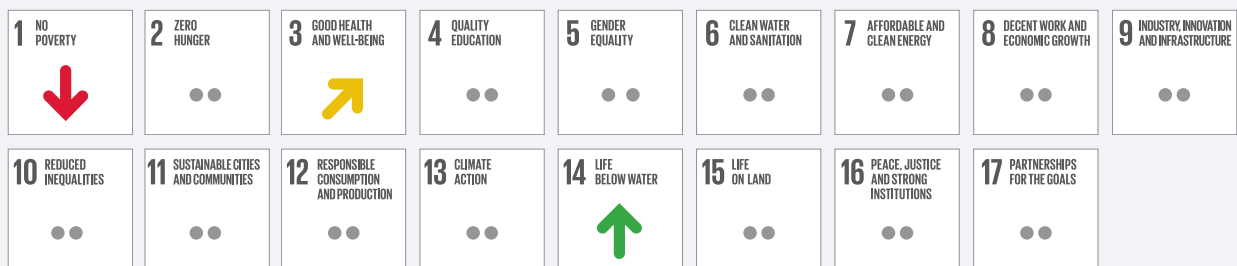 1 NO
POVERTY
2 ZERO
HUNGER
3 GOOD HEALTH
AND WELL-BEING
4 QUALITY
EDUCATION
5 GENDER
EQUALITY
6 CLEAN WATER
AND SANITATION
7 AFFORDABLE AND
CLEAN ENERGY
8 DECENT WORK AND
ECONOMIC GROWTH
9 INDUSTRY, INNOVATION
AND INFRASTRUCTURE
10 REDUCED
INEQUALITIES
11 SUSTAINABLE CITIES
AND COMMUNITIES
12 RESPONSIBLE
CONSUMPTION
AND PRODUCTION
13 CLIMATE
ACTION
14 LIFE
BELOW WATER
15 LIFE
ON LAND
16 PEACE, JUSTICE
AND STRONG
INSTITUTIONS
17 PARTNERSHIPS
FOR THE GOALS